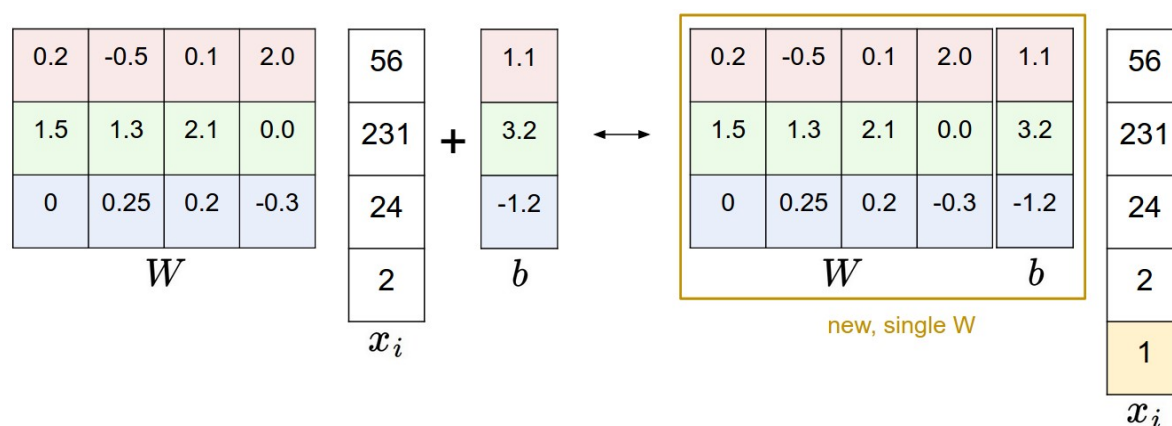 0.2 -0.5 0.1 2.0 56 1.1 0.2 -0.5 0.1 2.0 1.1 56
1.5 1.3 2.1 0.0 231 + 3.2 ↔ 1.5 1.3 2.1 0.0 3.2 231
0 0.25 0.2 -0.3 24 -1.2 0 0.25 0.2 -0.3 -1.2 24
W 2 b W b 2
x_i new, single W 1
x_i